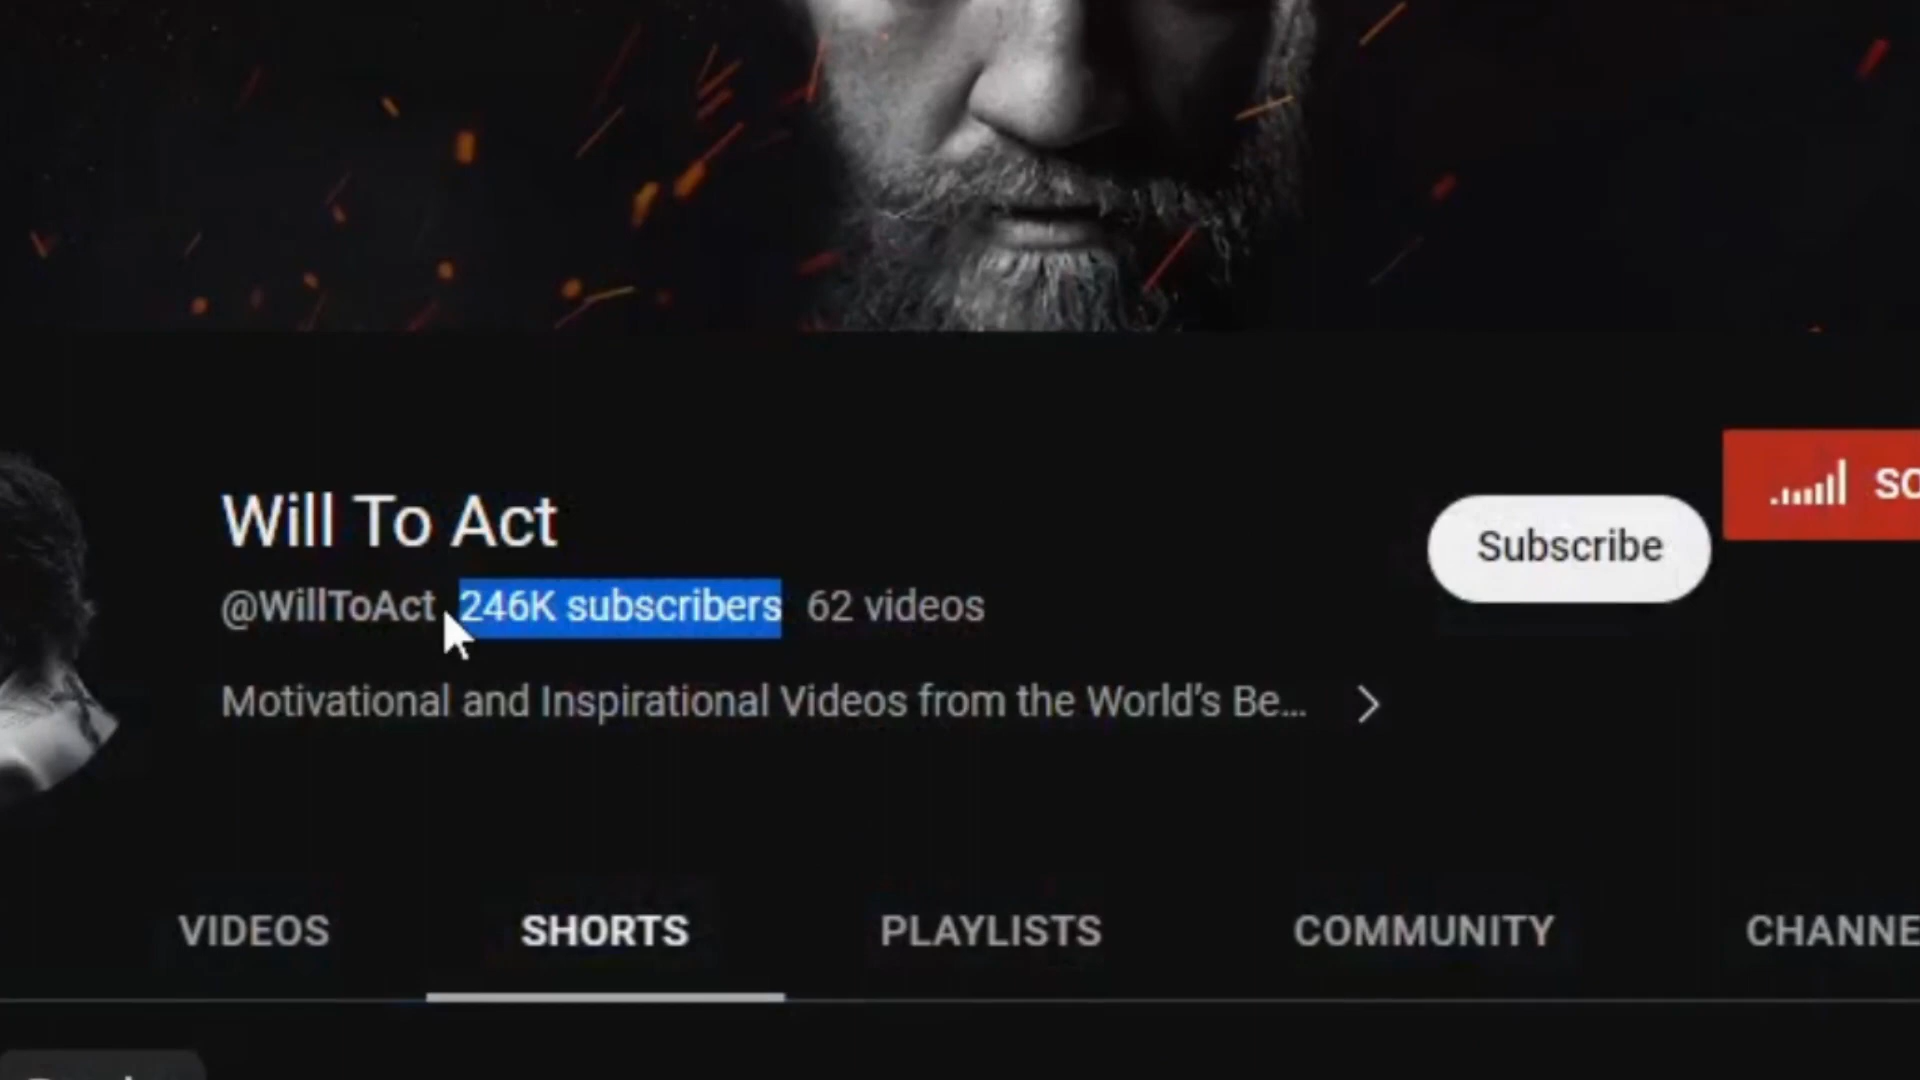 Will To Act
@WillToAct 246K subscribers 62 videos
Subscribe
Motivational and Inspirational Videos from the World's Be...
VIDEOS SHORTS PLAYLISTS COMMUNITY